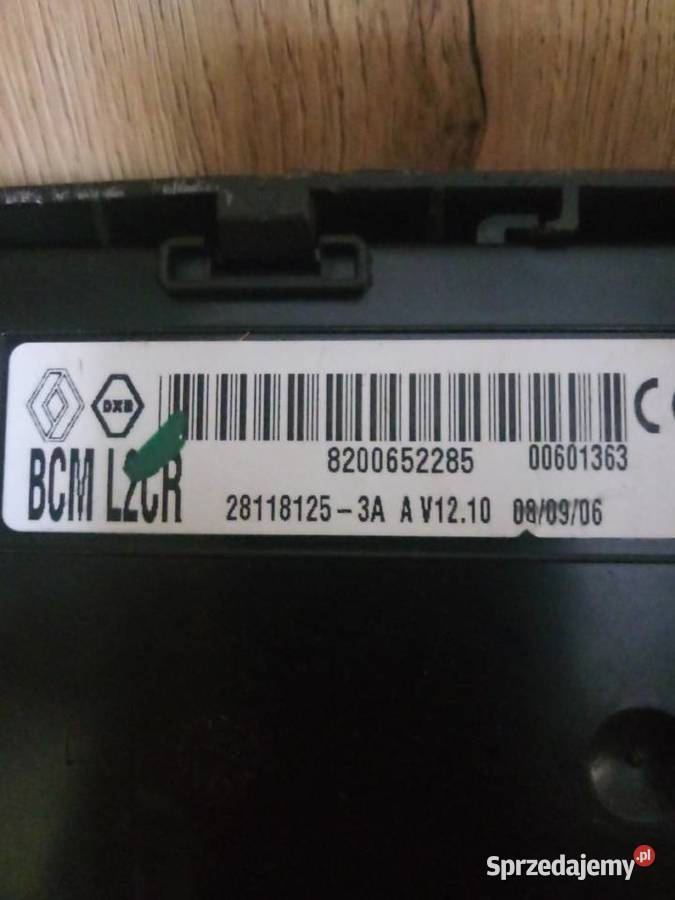 8200652285 00601363
BCM L2CR 28118125-3A A V12.10 08/09/06
Sprzedajemy.pl